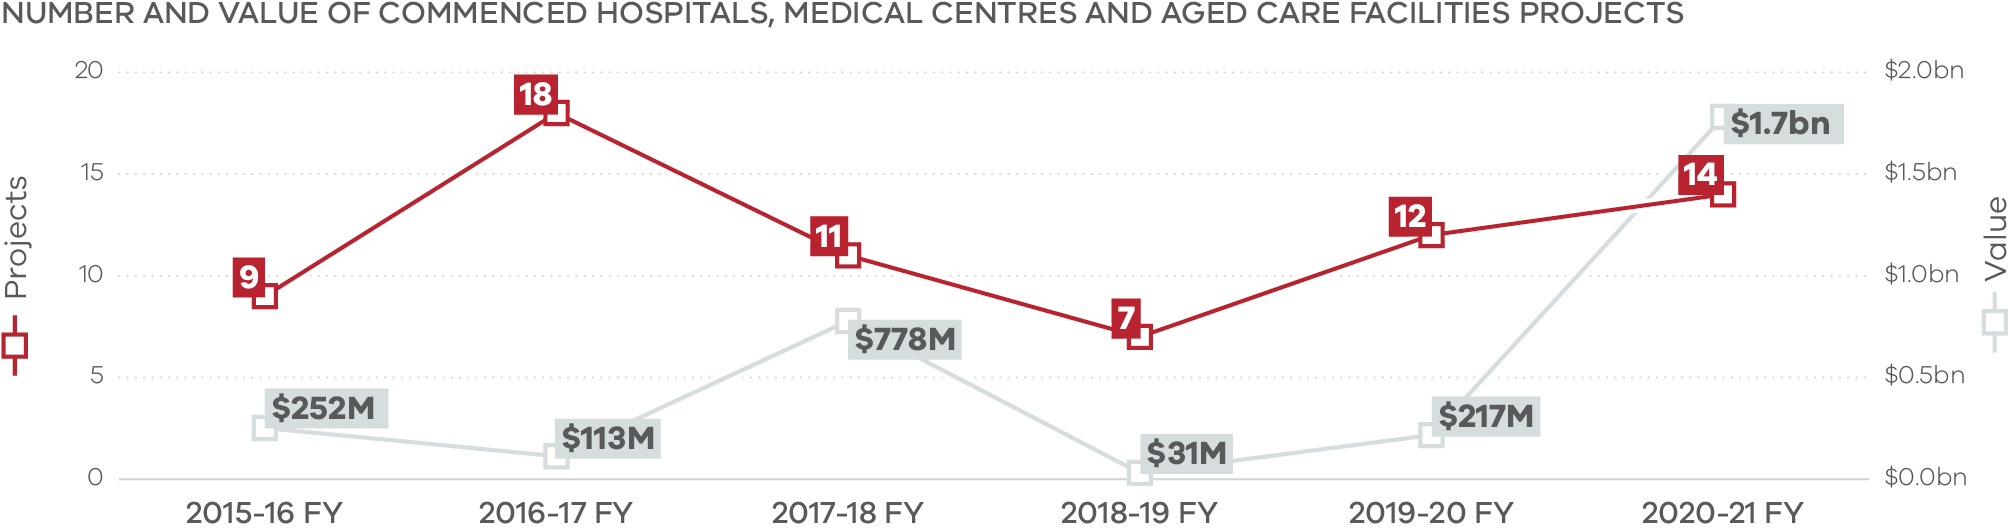 NUMBER AND VALUE OF COMMENCED HOSPITALS, MEDICAL CENTRES AND AGED CARE FACILITIES PROJECTS
Projects
20
15
10
5
0
9
18
11
7
12
14
$252M
$113M
$778M
$31M
$217M
$1.7bn
$2.0bn
$1.5bn
$1.0bn
$0.5bn
$0.0bn
Value
2015-16 FY
2016-17 FY
2017-18 FY
2018-19 FY
2019-20 FY
2020-21 FY